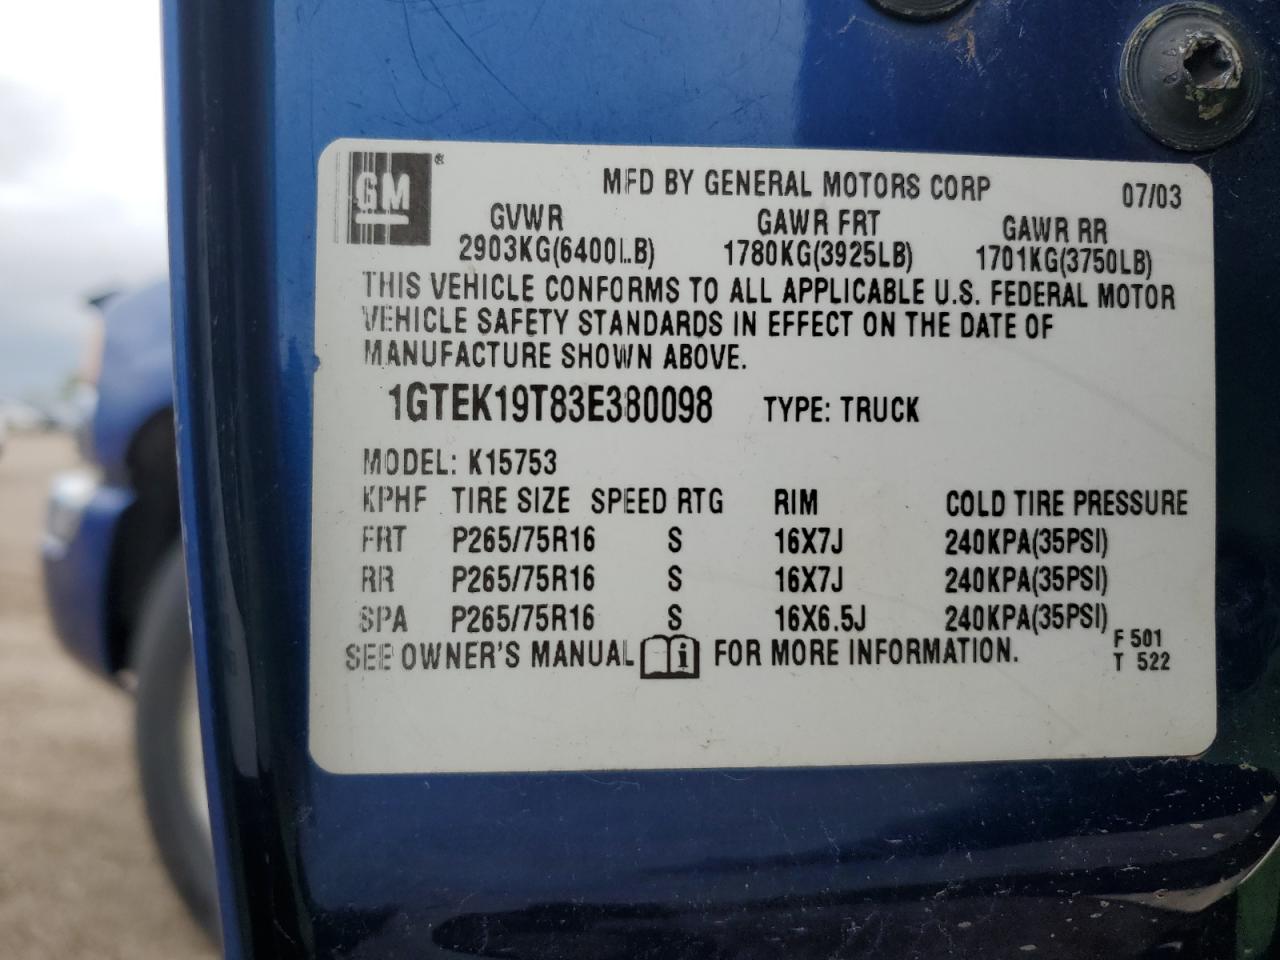 GM®
MFD BY GENERAL MOTORS CORP 07/03
GVWR GAWR FRT GAWR RR
2903KG(6400LB) 1780KG(3925LB) 1701KG(3750LB)
THIS VEHICLE CONFORMS TO ALL APPLICABLE U.S. FEDERAL MOTOR
VEHICLE SAFETY STANDARDS IN EFFECT ON THE DATE OF
MANUFACTURE SHOWN ABOVE.
1GTEK19T83E380098 TYPE: TRUCK
MODEL: K15753
KPHF TIRE SIZE SPEED RTG RIM COLD TIRE PRESSURE
FRT P265/75R16 S 16X7J 240KPA(35PSI)
RR P265/75R16 S 16X7J 240KPA(35PSI)
SPA P265/75R16 S 16X6.5J 240KPA(35PSI)
SEE OWNER'S MANUAL i FOR MORE INFORMATION.
F 501
T 522